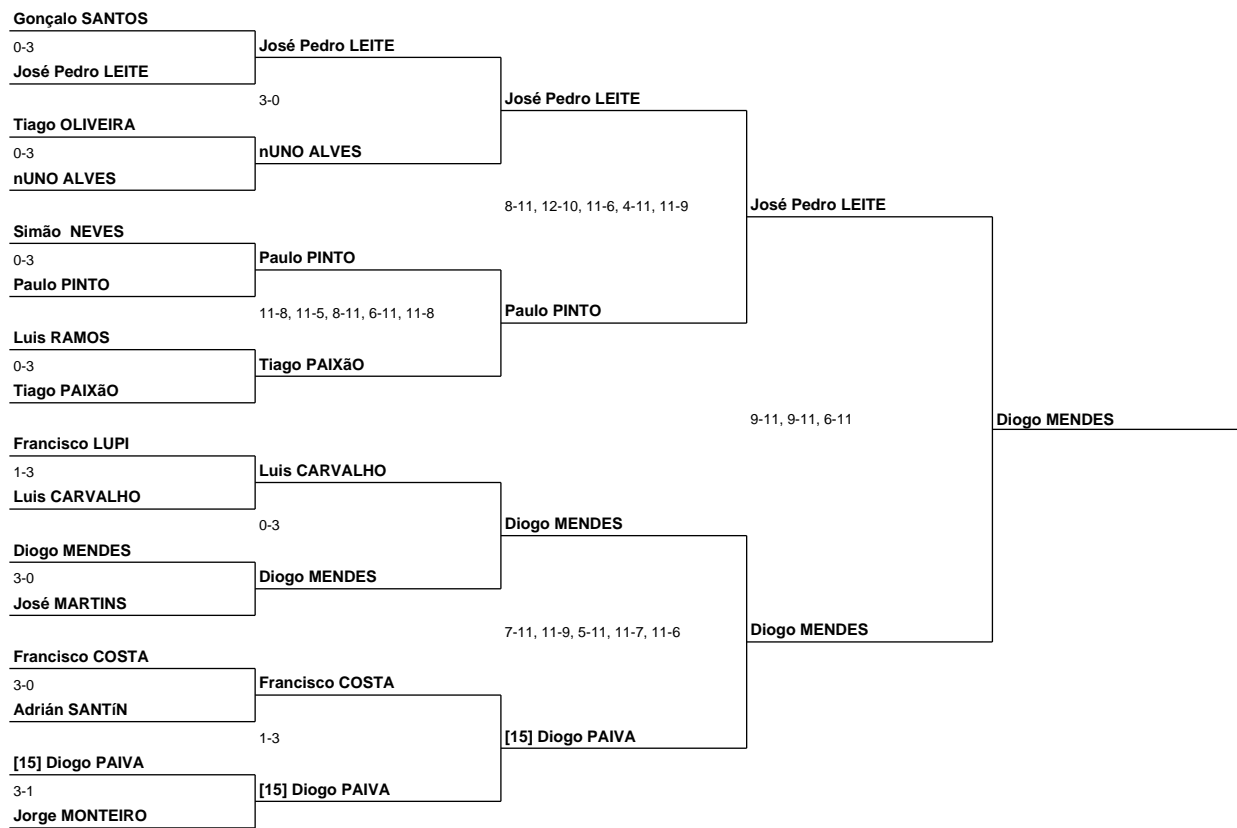 Gonçalo SANTOS
0-3
José Pedro LEITE
José Pedro LEITE
3-0
José Pedro LEITE
Tiago OLIVEIRA
0-3
nUNO ALVES
nUNO ALVES
8-11, 12-10, 11-6, 4-11, 11-9
José Pedro LEITE
Simão  NEVES
0-3
Paulo PINTO
Paulo PINTO
11-8, 11-5, 8-11, 6-11, 11-8
Paulo PINTO
Luis RAMOS
0-3
Tiago PAIXãO
Tiago PAIXãO
9-11, 9-11, 6-11
Diogo MENDES
Francisco LUPI
1-3
Luis CARVALHO
Luis CARVALHO
0-3
Diogo MENDES
Diogo MENDES
3-0
José MARTINS
Diogo MENDES
7-11, 11-9, 5-11, 11-7, 11-6
Diogo MENDES
Francisco COSTA
3-0
Adrián SANTíN
Francisco COSTA
1-3
[15] Diogo PAIVA
[15] Diogo PAIVA
3-1
Jorge MONTEIRO
[15] Diogo PAIVA